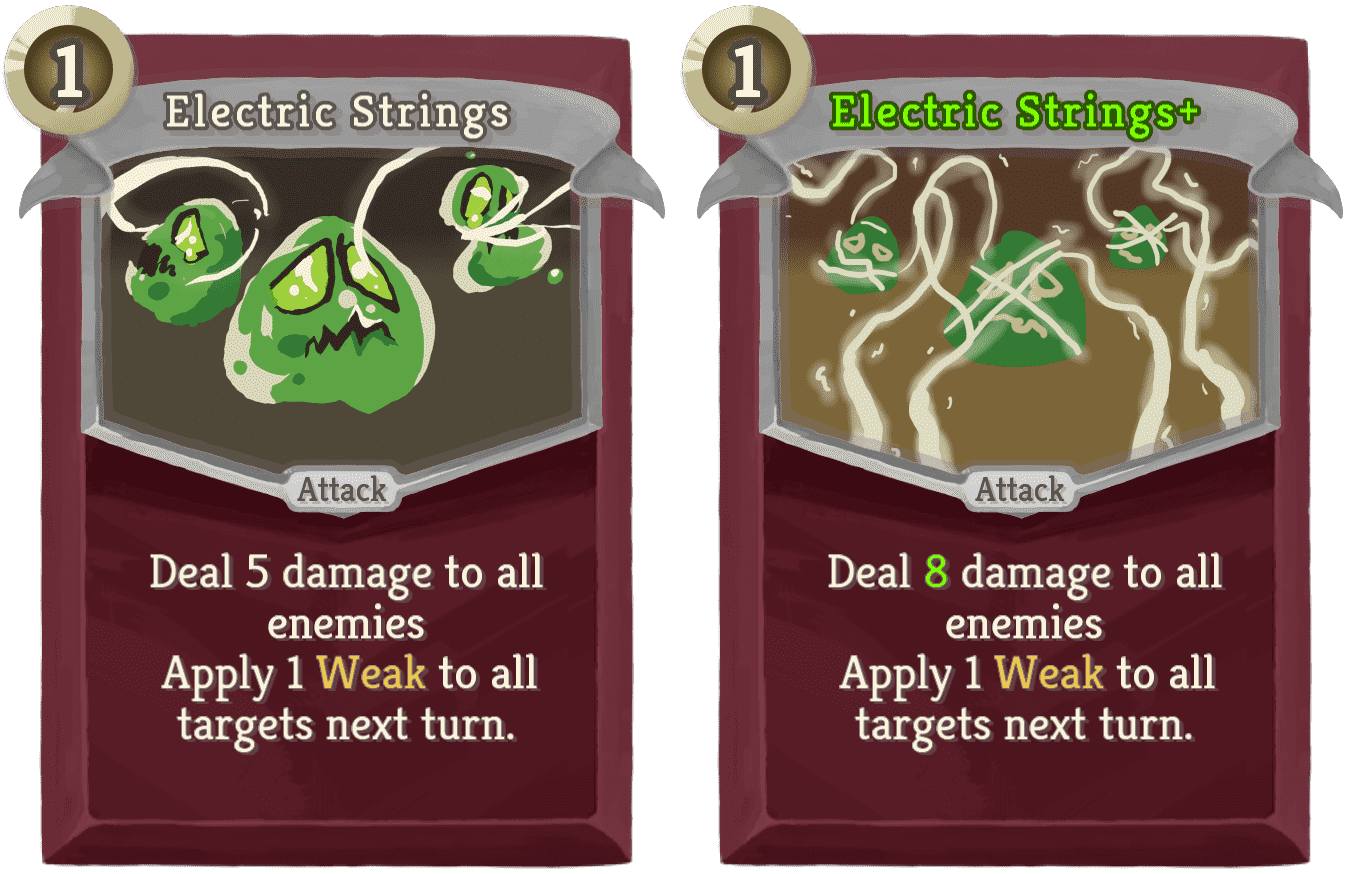 1
Electric Strings
Attack
Deal 5 damage to all
enemies
Apply 1 Weak to all
targets next turn.
1
Electric Strings+
Attack
Deal 8 damage to all
enemies
Apply 1 Weak to all
targets next turn.